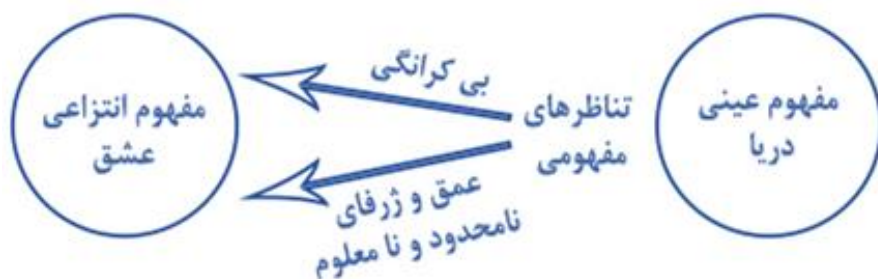 مفهوم عینی
دریا
تناظرهای
مفهومی
بی کرانگی
عمق و ژرفای
نامحدود و نا معلوم
مفهوم انتزاعی
عشق